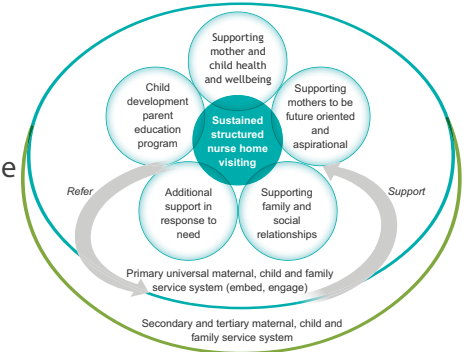 Supporting
mother and
child health
and wellbeing
Child
development
parent
education
program
Supporting
mothers to be
future oriented
and
aspirational
Sustained
structured
nurse home
visiting
e
Refer
Support
Additional
support in
response to
need
Supporting
family and
social
relationships
Primary universal maternal, child and family
service system (embed, engage)
Secondary and tertiary maternal, child and
family service system